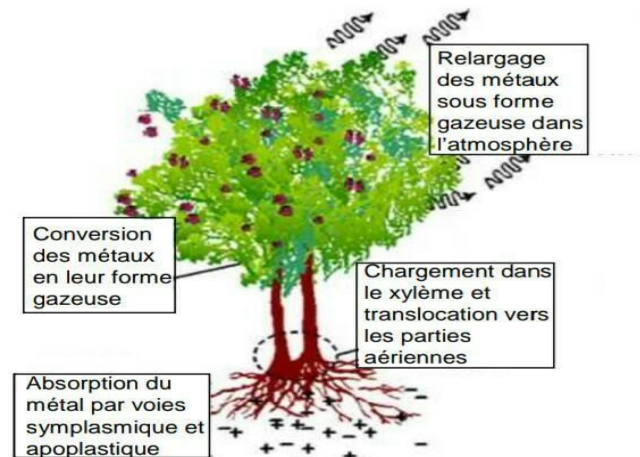 Relargage
des métaux
sous forme
gazeuse dans
l'atmosphère
Conversion
des métaux
en leur forme
gazeuse
Chargement dans
le xylème et
translocation vers
les parties
aériennes
Absorption du
métal par voies
symplasmique et
apoplastique